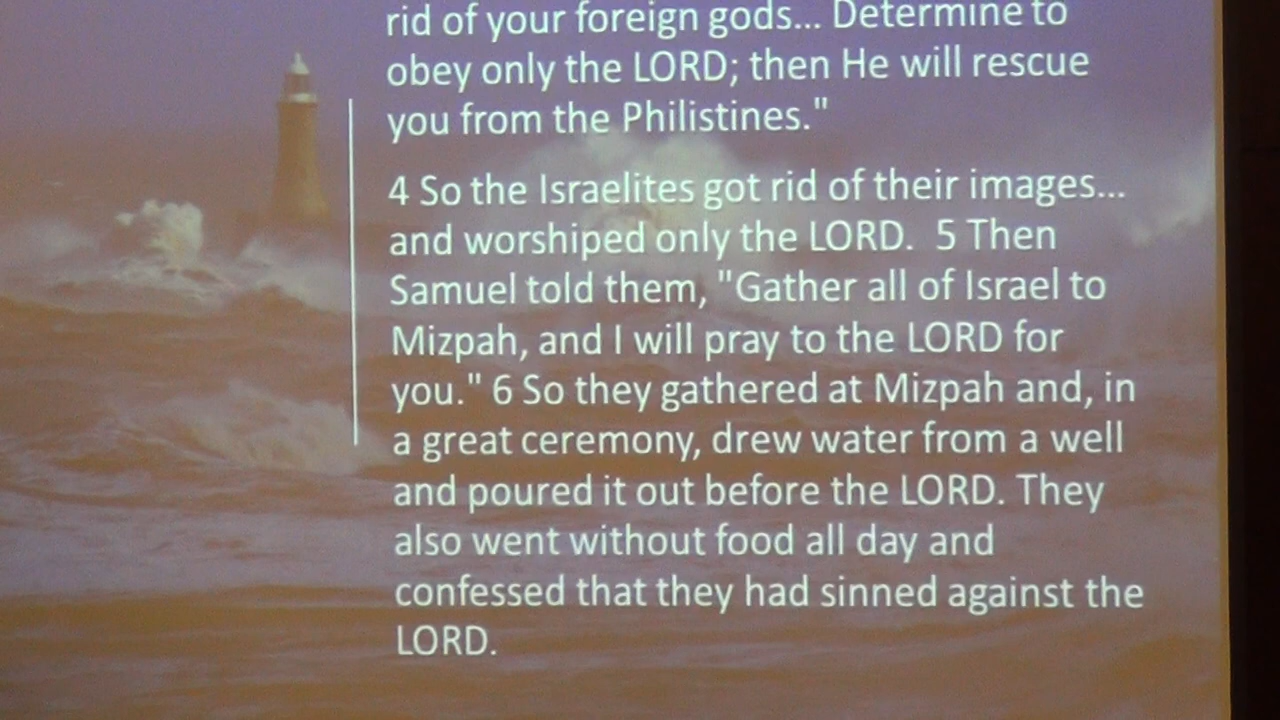 rid of your foreign gods... Determine to
obey only the LORD; then He will rescue
you from the Philistines."
4 So the Israelites got rid of their images...
and worshiped only the LORD.  5 Then
Samuel told them, "Gather all of Israel to
Mizpah, and I will pray to the LORD for
you." 6 So they gathered at Mizpah and, in
a great ceremony, drew water from a well
and poured it out before the LORD. They
also went without food all day and
confessed that they had sinned against the
LORD.